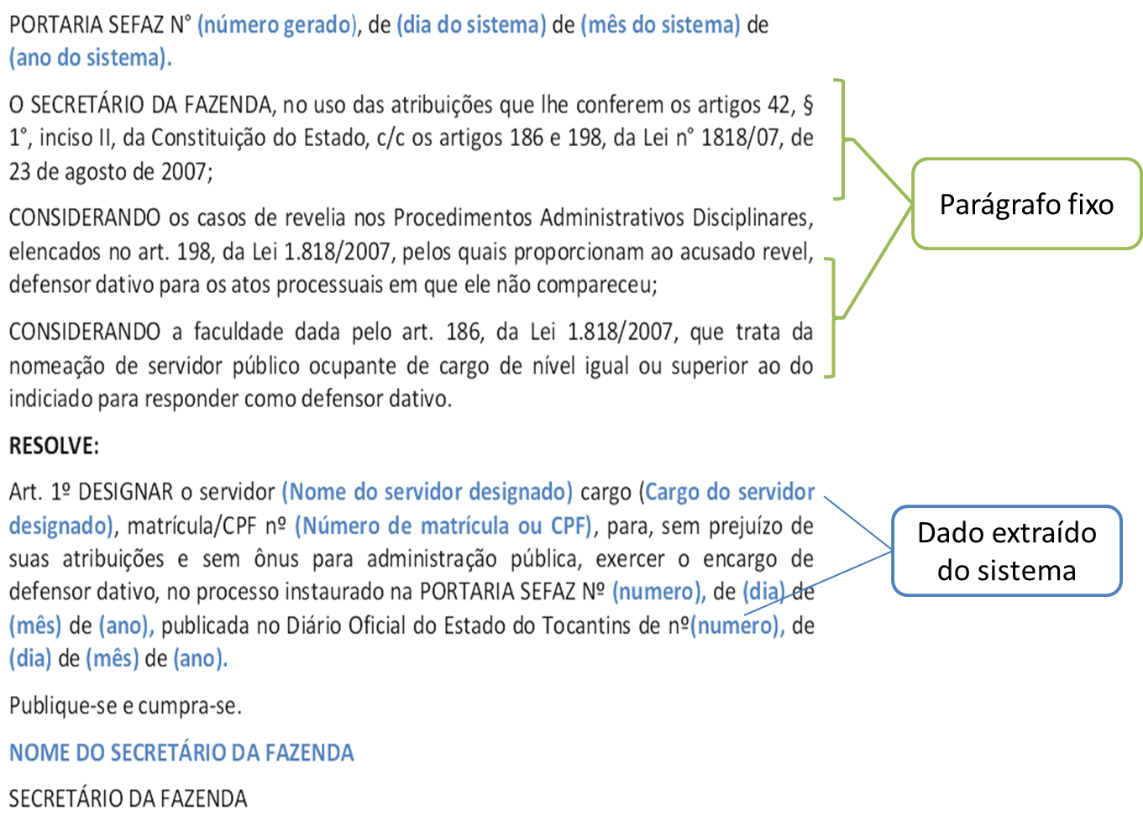 PORTARIA SEFAZ N° (número gerado), de (dia do sistema) de (mês do sistema) de
(ano do sistema).
O SECRETÁRIO DA FAZENDA, no uso das atribuições que lhe conferem os artigos 42, §
1°, inciso II, da Constituição do Estado, c/c os artigos 186 e 198, da Lei n° 1818/07, de
23 de agosto de 2007;
Parágrafo fixo
CONSIDERANDO os casos de revelia nos Procedimentos Administrativos Disciplinares,
elencados no art. 198, da Lei 1.818/2007, pelos quais proporcionam ao acusado revel,
defensor dativo para os atos processuais em que ele não compareceu;
CONSIDERANDO a faculdade dada pelo art. 186, da Lei 1.818/2007, que trata da
nomeação de servidor público ocupante de cargo de nível igual ou superior ao do
indiciado para responder como defensor dativo.
RESOLVE:
Art. 1º DESIGNAR o servidor (Nome do servidor designado) cargo (Cargo do servidor
designado), matrícula/CPF nº (Número de matrícula ou CPF), para, sem prejuízo de
suas atribuições e sem ônus para administração pública, exercer o encargo de
defensor dativo, no processo instaurado na PORTARIA SEFAZ Nº (numero), de (dia) de
(mês) de (ano), publicada no Diário Oficial do Estado do Tocantins de nº(numero), de
(dia) de (mês) de (ano).
Dado extraído
do sistema
Publique-se e cumpra-se.
NOME DO SECRETÁRIO DA FAZENDA
SECRETÁRIO DA FAZENDA